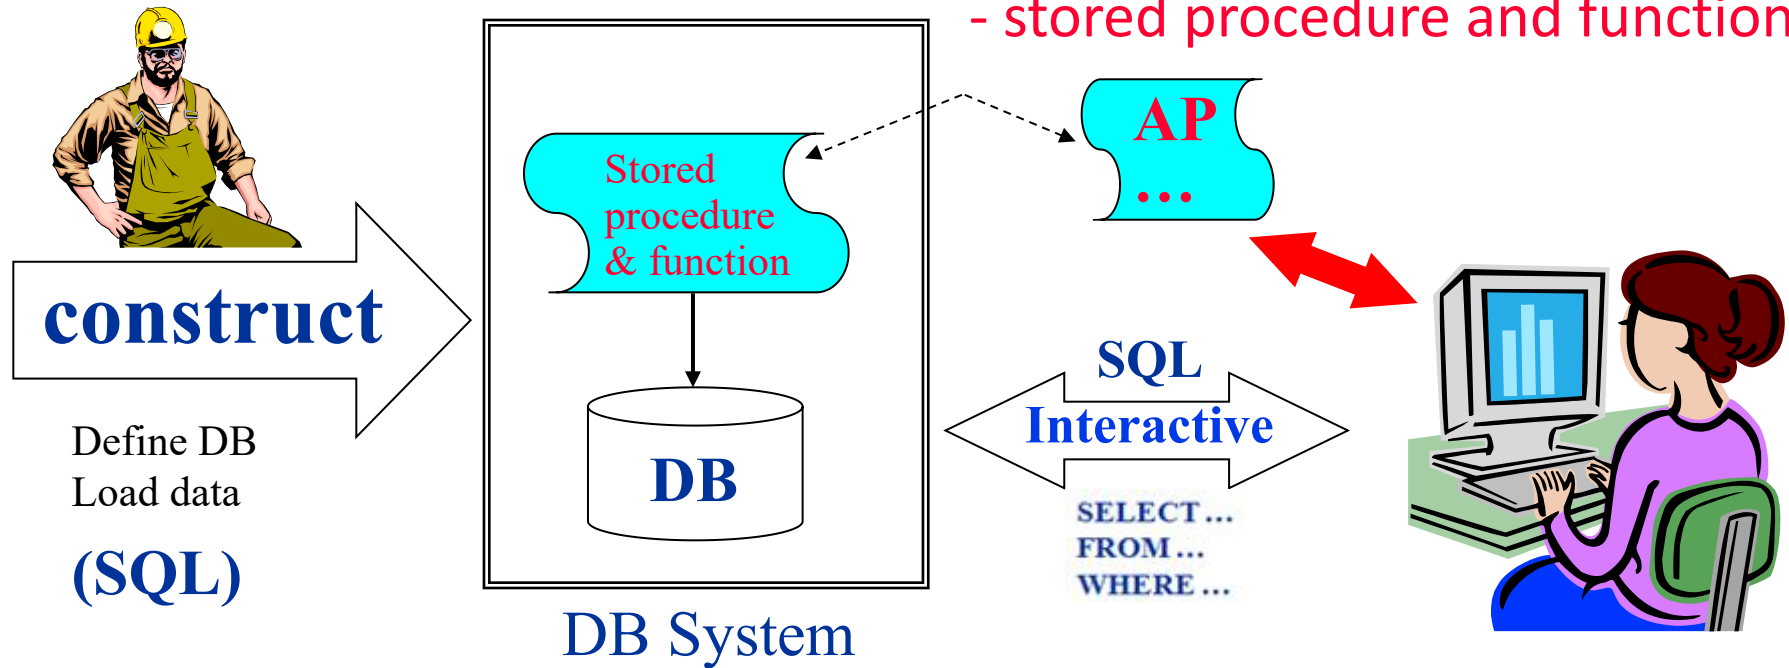 - stored procedure and function
AP
...
Stored
procedure
& function
construct
Define DB
Load data
(SQL)
DB
DB System
SQL
Interactive
SELECT ...
FROM ...
WHERE ...